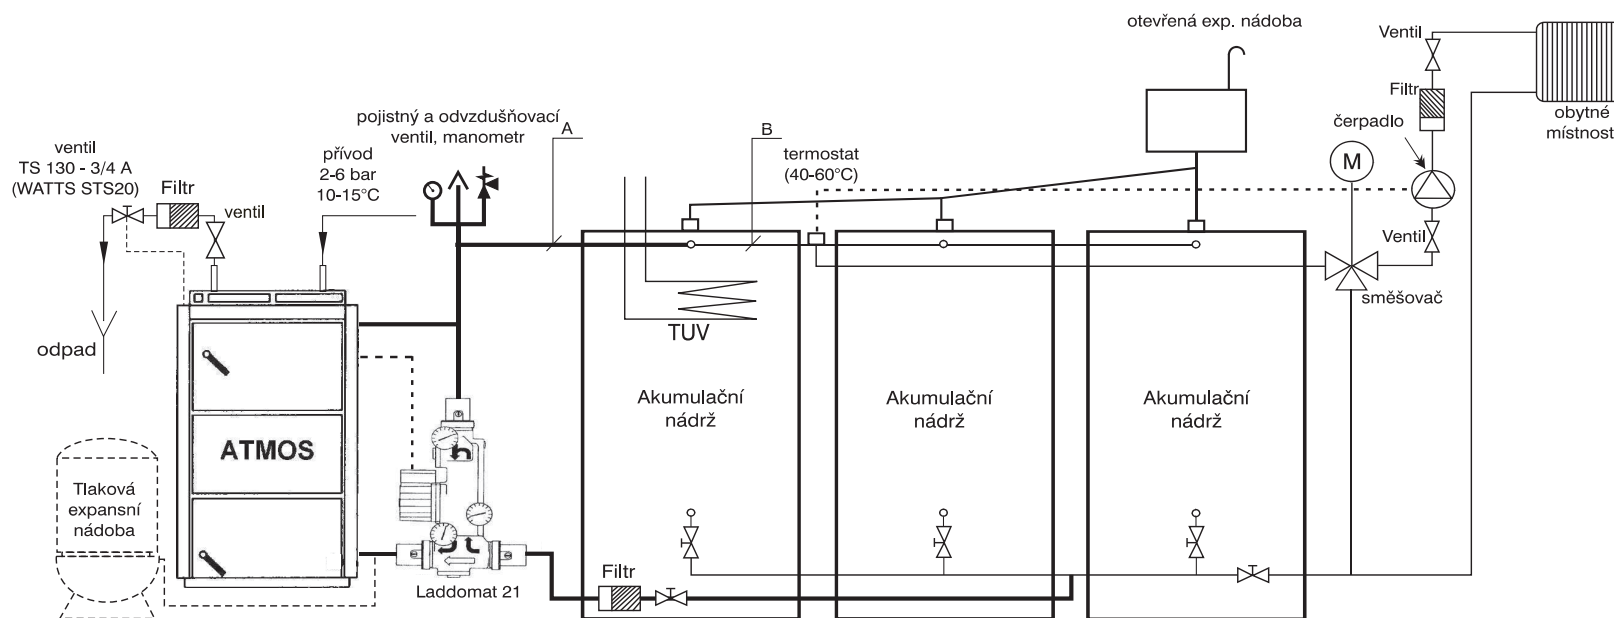 otevřená exp. nádoba
Ventil
Filtr
obytné
místnost
čerpadlo
M
Ventil
směšovač
pojistný a odvzdušňovací
ventil, manometr
A
B
termostat
(40-60°C)
ventil
TS 130 - 3/4 A
(WATTS STS20)
Filtr
přívod
2-6 bar
10-15°C
ventil
odpad
TUV
Akumulační
nádrž
Akumulační
nádrž
Akumulační
nádrž
ATMOS
Tlaková
expansní
nádoba
Laddomat 21
Filtr